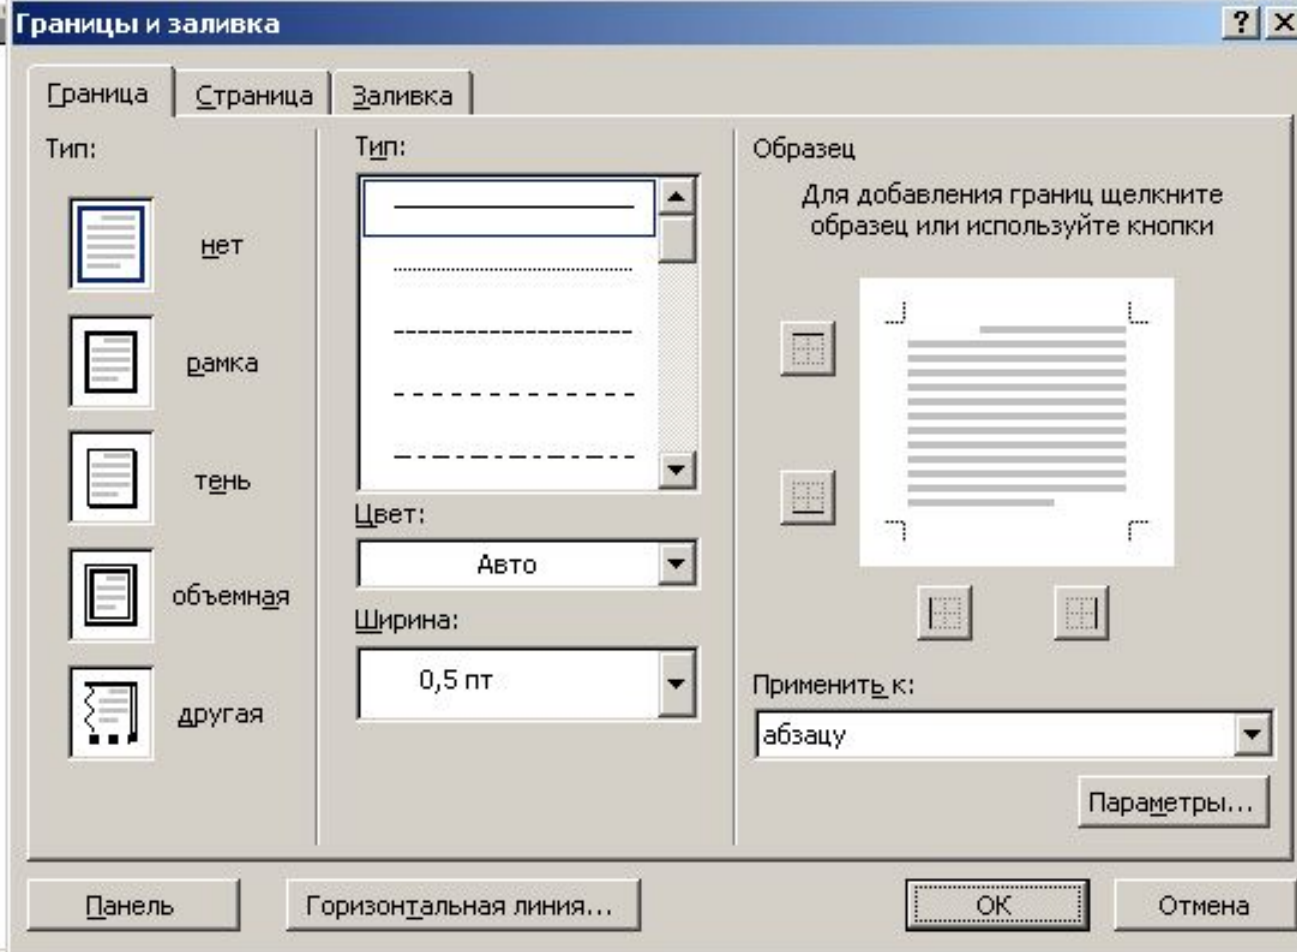 Границы и заливка
Граница
Страница
Заливка
Тип:
нет
рамка
тень
объемная
другая
Тип:
Цвет:
Авто
Ширина:
0,5 пт
Образец
Для добавления границ щелкните
образец или используйте кнопки
Применить к:
абзацу
Параметры...
Панель
Горизонтальная линия...
ОК
Отмена